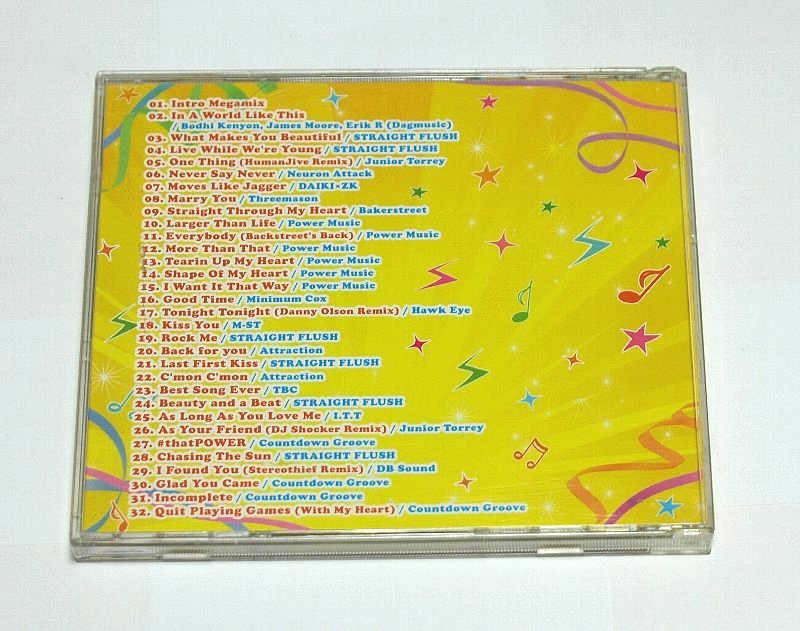 01. Intro Megamix
02. In A World Like This
/ Bodhi Kenyon, James Moore, Erik R (Dagmusic)
03. What Makes You Beautiful / STRAIGHT FLUSH
04. Live While We're Young / STRAIGHT FLUSH
05. One Thing (HumanJive Remix) / Junior Torrey
06. Never Say Never / Neuron Attack
07. Moves Like Jagger / DAIKI×ZK
08. Marry You / Threemason
09. Straight Through My Heart / Bakerstreet
10. Larger Than Life / Power Music
11. Everybody (Backstreet's Back) / Power Music
12. More Than That / Power Music
13. Tearin Up My Heart / Power Music
14. Shape Of My Heart / Power Music
15. I Want It That Way / Power Music
16. Good Time / Minimum Cox
17. Tonight Tonight (Danny Olson Remix) / Hawk Eye
18. Kiss You / M-ST
19. Rock Me / STRAIGHT FLUSH
20. Back for you / Attraction
21. Last First Kiss / STRAIGHT FLUSH
22. C'mon C'mon / Attraction
23. Best Song Ever / TBC
24. Beauty and a Beat / STRAIGHT FLUSH
25. As Long As You Love Me / I.T.T
26. As Your Friend (DJ Shocker Remix) / Junior Torrey
27. #thatPOWER / Countdown Groove
28. Chasing The Sun / STRAIGHT FLUSH
29. I Found You (Stereothief Remix) / DB Sound
30. Glad You Came / Countdown Groove
31. Incomplete / Countdown Groove
32. Quit Playing Games (With My Heart) / Countdown Groove